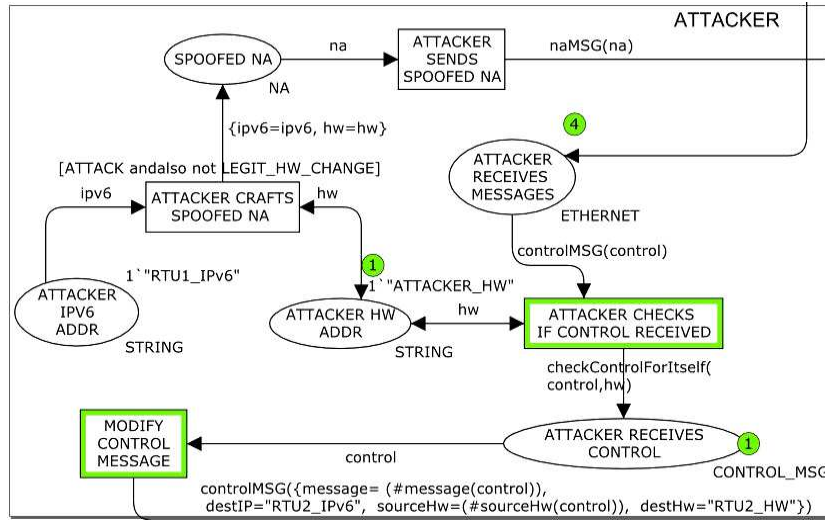 ATTACKER
SPOOFED NA
NA
na
ATTACKER
SENDS
SPOOFED NA
naMSG(na)
{ipv6=ipv6, hw=hw}
4
ATTACKER
RECEIVES
MESSAGES
ETHERNET
[ATTACK andalso not LEGIT_HW_CHANGE]
ipv6
ATTACKER CRAFTS
SPOOFED NA
hw
controlMSG(control)
1`"RTU1_IPv6"
ATTACKER
IPV6
ADDR
STRING
1
1`"ATTACKER_HW"
ATTACKER HW
ADDR
STRING
hw
ATTACKER CHECKS
IF CONTROL RECEIVED
checkControlForItself(
control,hw)
ATTACKER RECEIVES
CONTROL
1
CONTROL_MSG
control
MODIFY
CONTROL
MESSAGE
controlMSG({message= (#message(control)),
destIP="RTU2_IPv6", sourceHw=(#sourceHw(control)), destHw="RTU2_HW"})